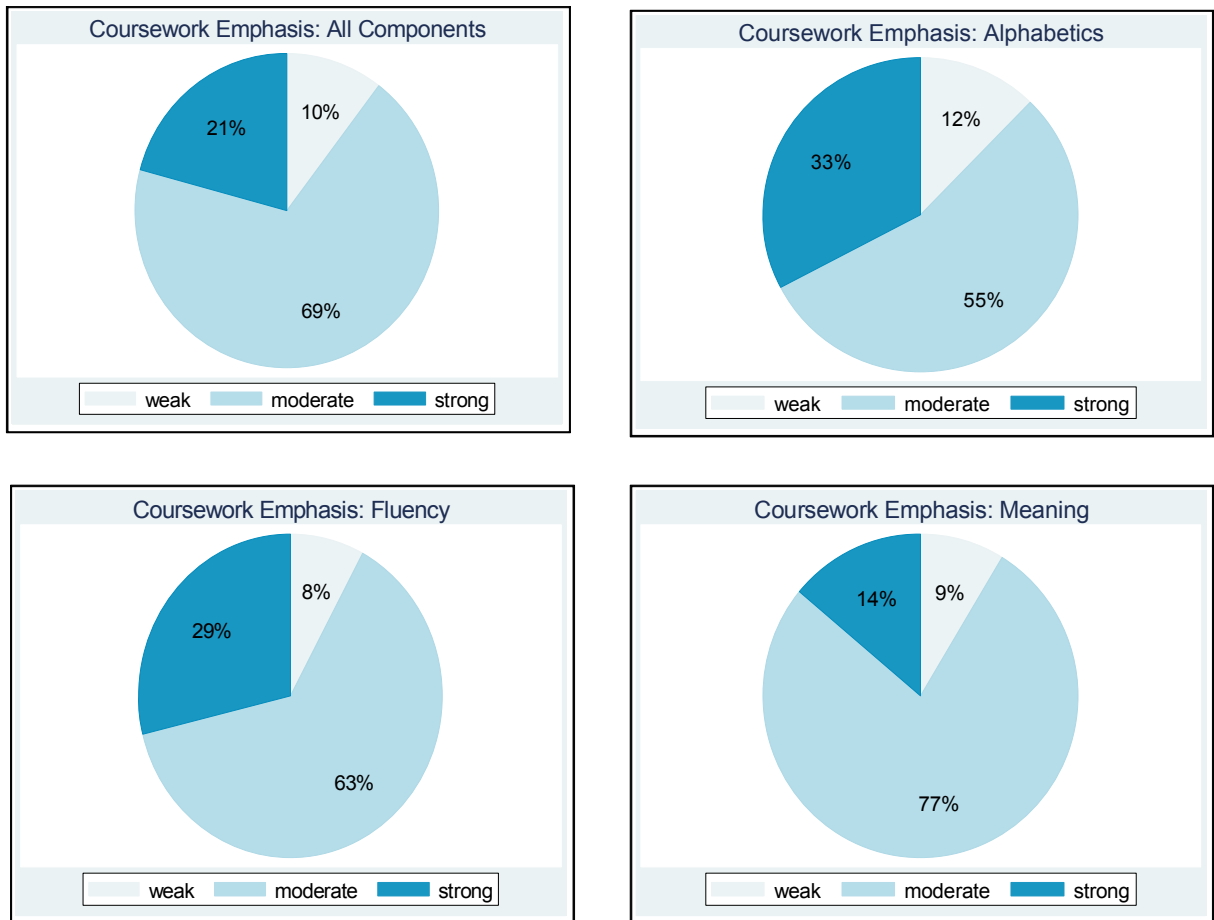 Coursework Emphasis: All Components
10%
21%
69%
weak moderate strong
Coursework Emphasis: Alphabetics
12%
33%
55%
weak moderate strong
Coursework Emphasis: Fluency
8%
29%
63%
weak moderate strong
Coursework Emphasis: Meaning
14% 9%
77%
weak moderate strong